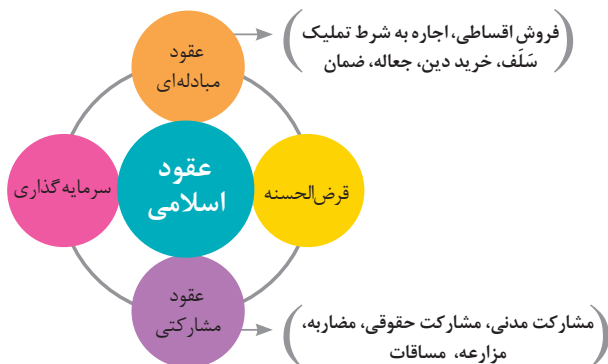 عقود
مبادله‌ای
(فروش اقساطی، اجاره به شرط تملیک
سَلَف، خرید دین، جعاله، ضمان)
عقود
اسلامی
قرض‌الحسنه
سرمایه‌گذاری
عقود
مشارکتی
(مشارکت مدنی، مشارکت حقوقی، مضاربه،
مزارعه، مساقات)